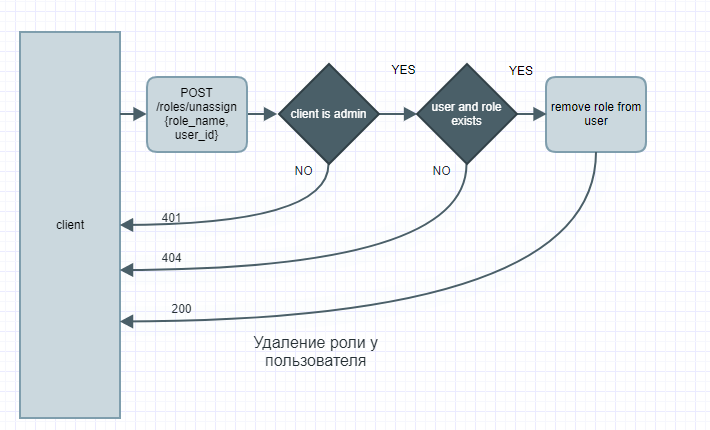 YES
YES
POST
/roles/unassign
{role_name,
user_id}
client is admin
user and role
exists
remove role from
user
NO
NO
client
401
404
200
Удаление роли у
пользователя